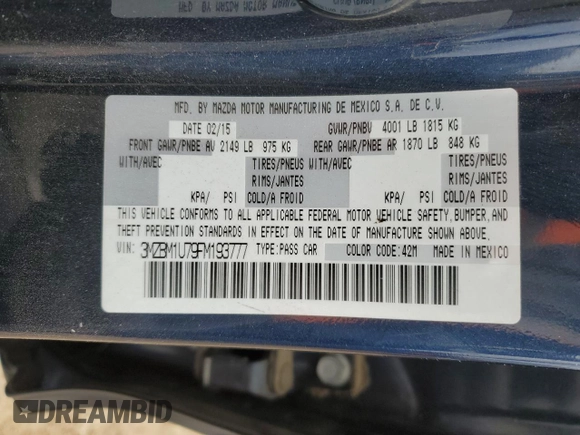 MFD. BY MAZDA MOTOR MANUFACTURING DE MEXICO S.A. DE C.V.
DATE 02/15 GVWR/PNBV 4001 LB 1815 KG
FRONT GAWR/PNBE AV 2149 LB 975 KG REAR GAWR/PNBE AR 1870 LB 848 KG
WITH/AVEC TIRES/PNEUS WITH/AVEC TIRES/PNEUS
RIMS/JANTES RIMS/JANTES
KPA/ PSI COLD/A FROID KPA/ PSI COLD/A FROID
THIS VEHICLE CONFORMS TO ALL APPLICABLE FEDERAL MOTOR VEHICLE SAFETY, BUMPER, AND
THEFT PREVENTION STANDARDS IN EFFECT ON THE DATE OF MANUFACTURE SHOWN ABOVE.
VIN: 3MZBM1U79FM193777 TYPE:PASS CAR COLOR CODE:42M MADE IN MEXICO
DREAMBID